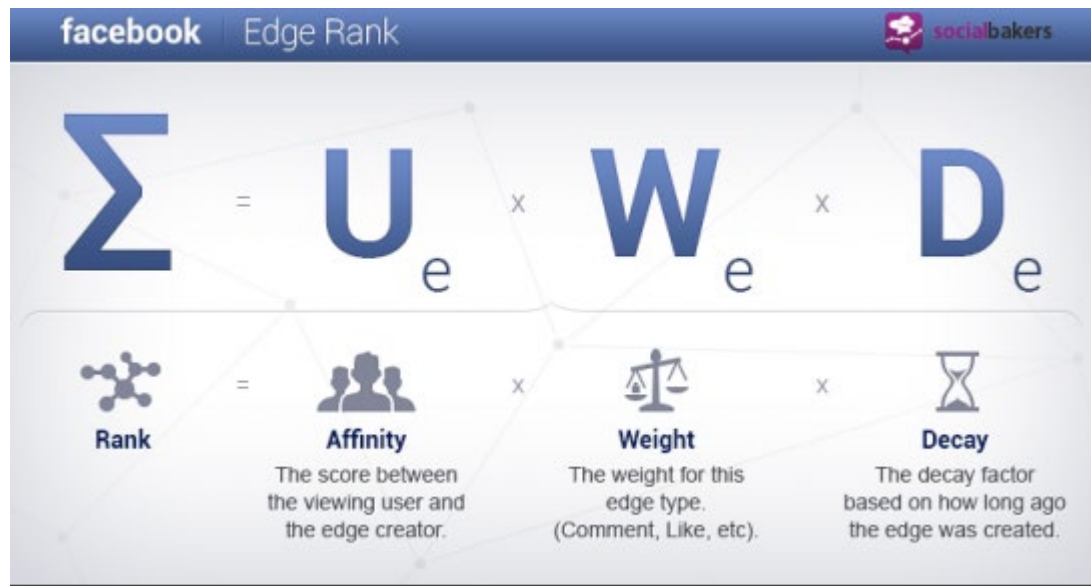 facebook Edge Rank socialbakers
Σ = U e x W e x D e
Rank = Affinity x Weight x Decay
The score between
the viewing user and
the edge creator.
The weight for this
edge type.
(Comment, Like, etc).
The decay factor
based on how long ago
the edge was created.